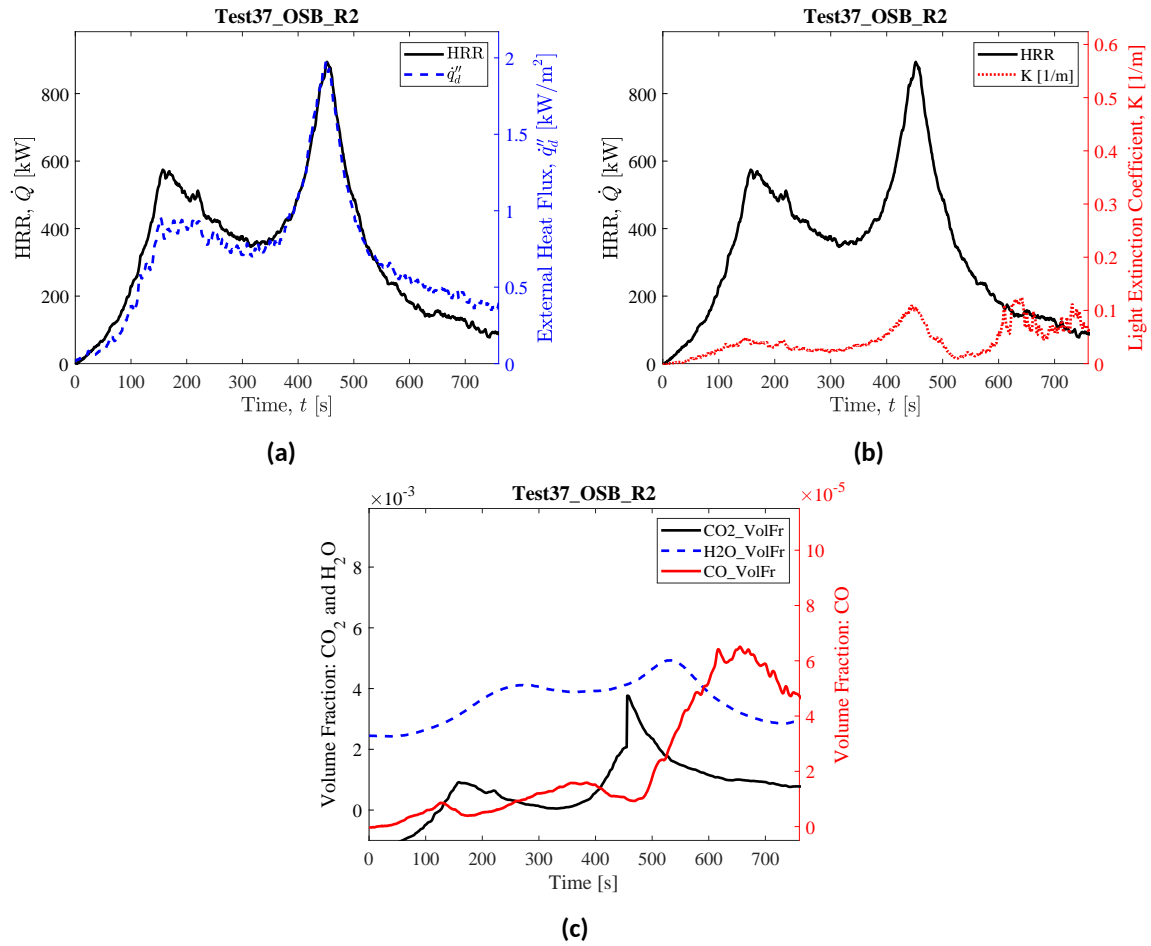 Test37_OSB_R2
HRR
q̇″d
HRR, Q̇ [kW]
800
600
400
200
0
External Heat Flux, q̇″d [kW/m²]
2
1.5
1
0.5
0
0 100 200 300 400 500 600 700
Time, t [s]
(a)
Test37_OSB_R2
HRR
K [1/m]
HRR, Q̇ [kW]
800
600
400
200
0
Light Extinction Coefficient, K [1/m]
0.6
0.5
0.4
0.3
0.2
0.1
0
0 100 200 300 400 500 600 700
Time, t [s]
(b)
Test37_OSB_R2
×10⁻³
×10⁻⁵
CO2_VolFr
H2O_VolFr
CO_VolFr
Volume Fraction: CO₂ and H₂O
8
6
4
2
0
Volume Fraction: CO
10
8
6
4
2
0
0 100 200 300 400 500 600 700
Time [s]
(c)